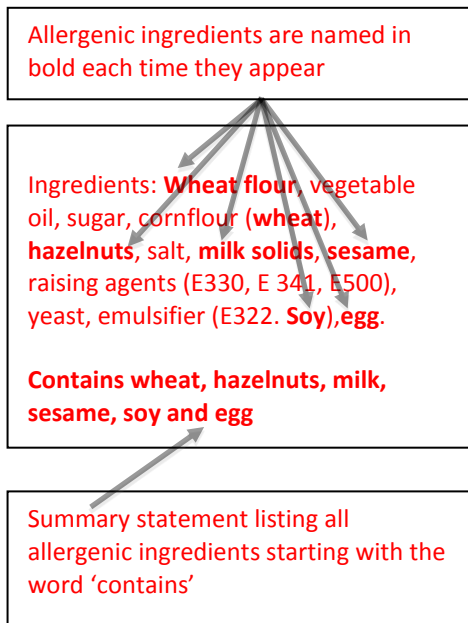 Allergenic ingredients are named in
bold each time they appear
Ingredients: Wheat flour, vegetable
oil, sugar, cornflour (wheat),
hazelnuts, salt, milk solids, sesame,
raising agents (E330, E 341, E500),
yeast, emulsifier (E322. Soy),egg.
Contains wheat, hazelnuts, milk,
sesame, soy and egg
Summary statement listing all
allergenic ingredients starting with the
word ‘contains’